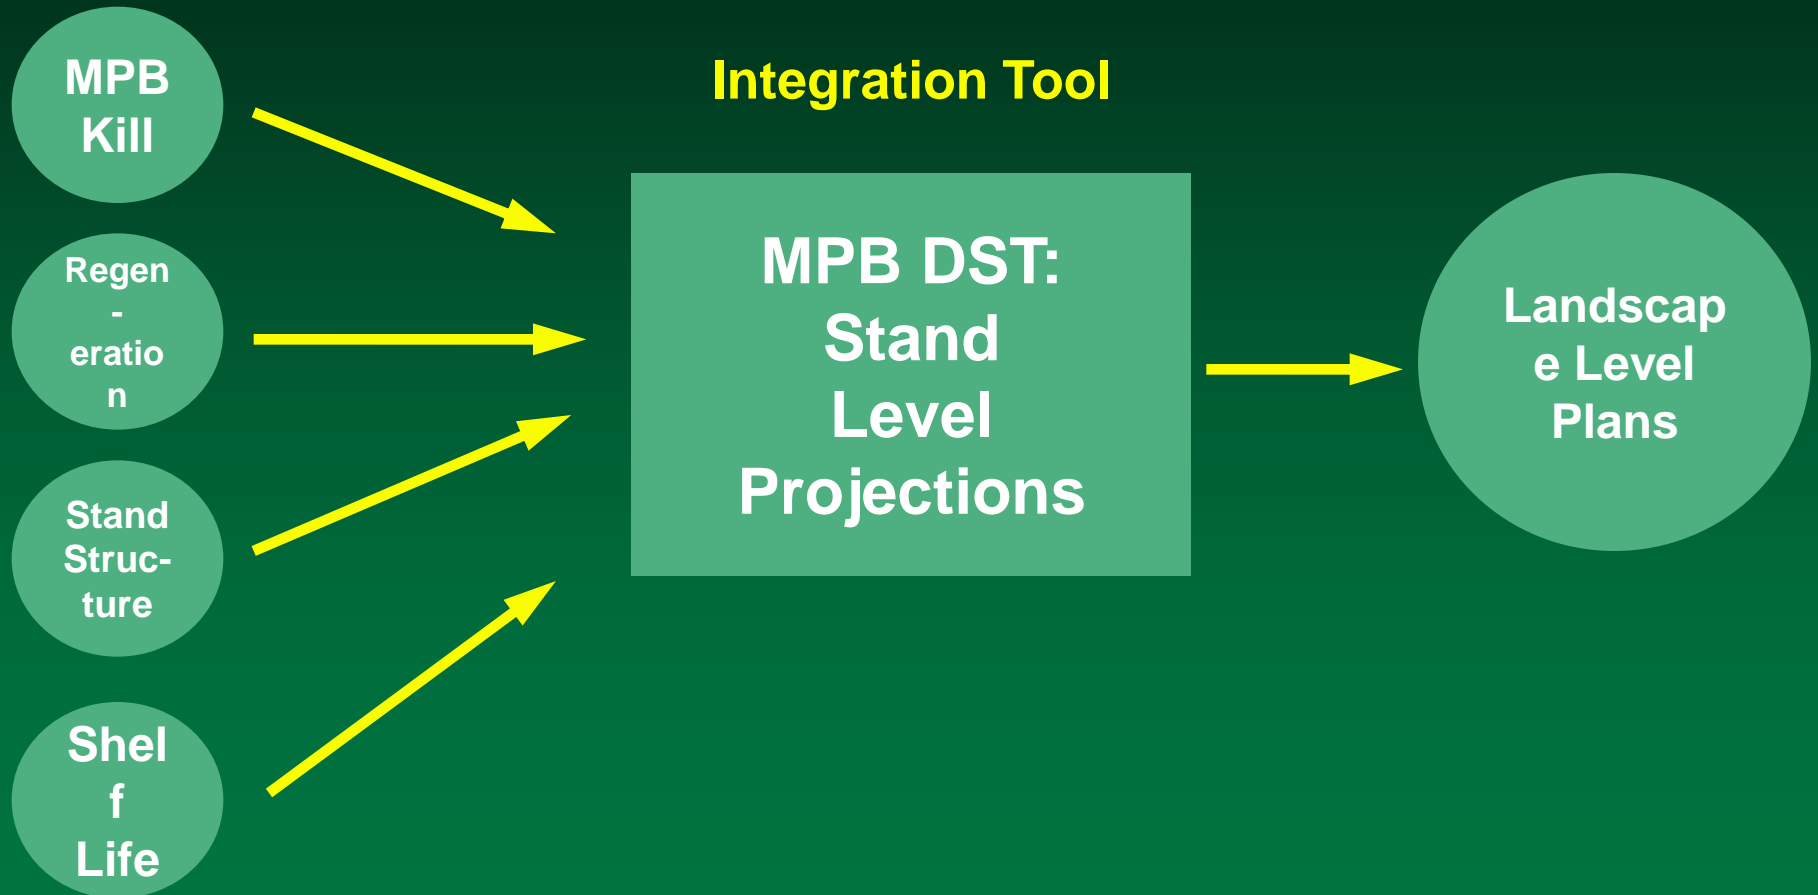 MPB
Kill
Integration Tool
Regen
-
eratio
n
MPB DST:
Stand
Level
Projections
Landscap
e Level
Plans
Stand
Struc-
ture
Shel
f
Life